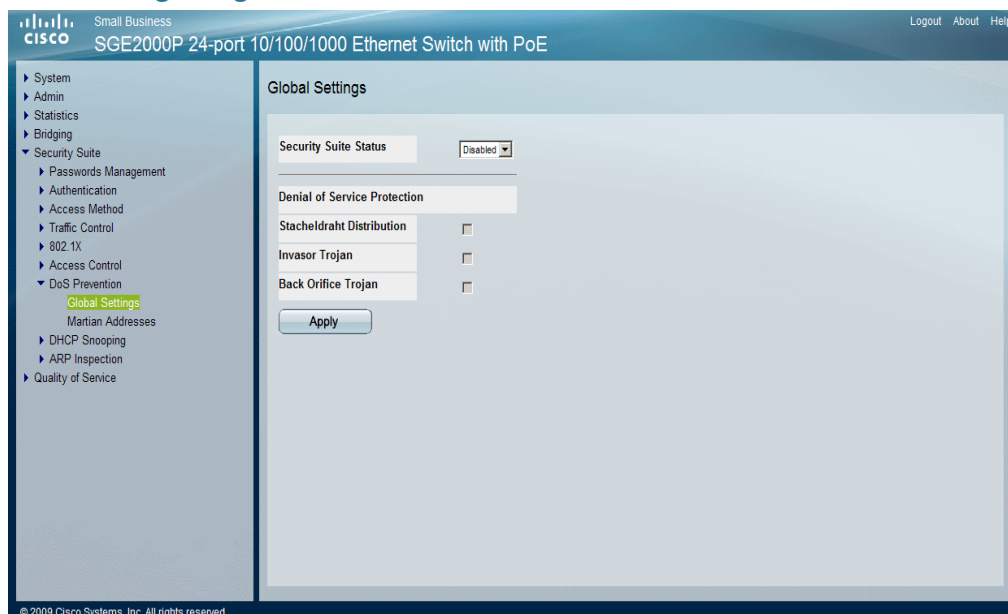 Small Business
CISCO
SGE2000P 24-port 10/100/1000 Ethernet Switch with PoE
Logout About Help
System
Admin
Statistics
Bridging
Security Suite
Passwords Management
Authentication
Access Method
Traffic Control
802.1X
Access Control
DoS Prevention
Global Settings
Martian Addresses
DHCP Snooping
ARP Inspection
Quality of Service
Global Settings
Security Suite Status Disabled
Denial of Service Protection
Stacheldraht Distribution
Invasor Trojan
Back Orifice Trojan
Apply
© 2009 Cisco Systems, Inc. All rights reserved.